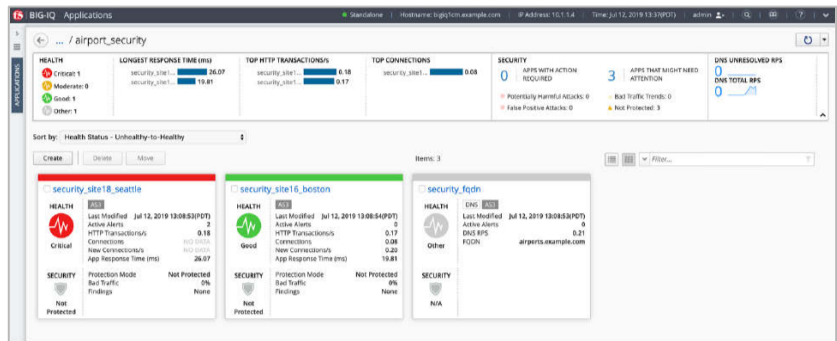 f5 BIG-IQ Applications
Standalone Hostname: bigiq1cm.example.com IP Address: 10.1.1.4 Time: Jul 12, 2019 13:37(PDT) admin
APPLICATIONS
... / airport_security
HEALTH
Critical: 1
Moderate: 0
Good: 1
Other: 1
LONGEST RESPONSE TIME (ms)
security_site1... 26.07
security_site1... 19.81
TOP HTTP TRANSACTIONS/s
security_site1... 0.18
security_site1... 0.17
TOP CONNECTIONS
security_site1... 0.08
SECURITY
0 APPS WITH ACTION REQUIRED
Potentially Harmful Attacks: 0
False Positive Attacks: 0
3 APPS THAT MIGHT NEED ATTENTION
Bad Traffic Trends: 0
Not Protected: 3
DNS UNRESOLVED RPS
0
DNS TOTAL RPS
0
Sort by: Health Status - Unhealthy-to-Healthy
Create Delete Move Items: 3 Filter...
security_site18_seattle
HEALTH
Critical
AS3
Last Modified Jul 12, 2019 13:08:53(PDT)
Active Alerts 2
HTTP Transactions/s 0.18
Connections NO DATA
New Connections/s NO DATA
App Response Time (ms) 26.07
SECURITY
Not Protected
Protection Mode Not Protected
Bad Traffic 0%
Findings None
security_site16_boston
HEALTH
Good
AS3
Last Modified Jul 12, 2019 13:08:54(PDT)
Active Alerts 0
HTTP Transactions/s 0.17
Connections 0.08
New Connections/s 0.20
App Response Time (ms) 19.81
SECURITY
Not Protected
Protection Mode Not Protected
Bad Traffic 0%
Findings None
security_fqdn
HEALTH
Other
DNS AS3
Last Modified Jul 12, 2019 13:08:53(PDT)
Active Alerts 0
DNS RPS 0.21
FQDN airports.example.com
SECURITY
N/A